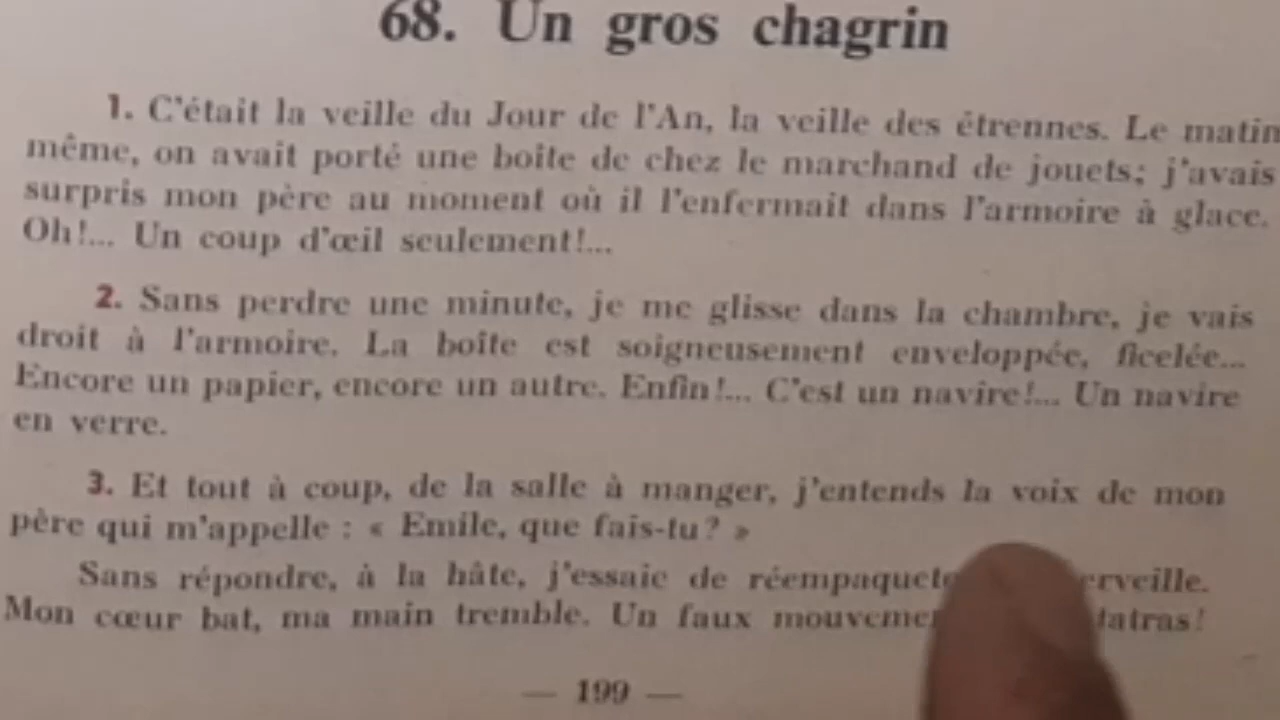 68. Un gros chagrin
1. C'était la veille du Jour de l'An, la veille des étrennes. Le matin
même, on avait porté une boîte de chez le marchand de jouets; j'avais
surpris mon père au moment où il l'enfermait dans l'armoire à glace.
Oh!... Un coup d'œil seulement!...
2. Sans perdre une minute, je me glisse dans la chambre, je vais
droit à l'armoire. La boîte est soigneusement enveloppée, ficelée...
Encore un papier, encore un autre. Enfin!... C'est un navire!... Un navire
en verre.
3. Et tout à coup, de la salle à manger, j'entends la voix de mon
père qui m'appelle : « Emile, que fais-tu? »
Sans répondre, à la hâte, j'essaie de
Mon cœur bat, ma main tremble. Un faux
— 199 —